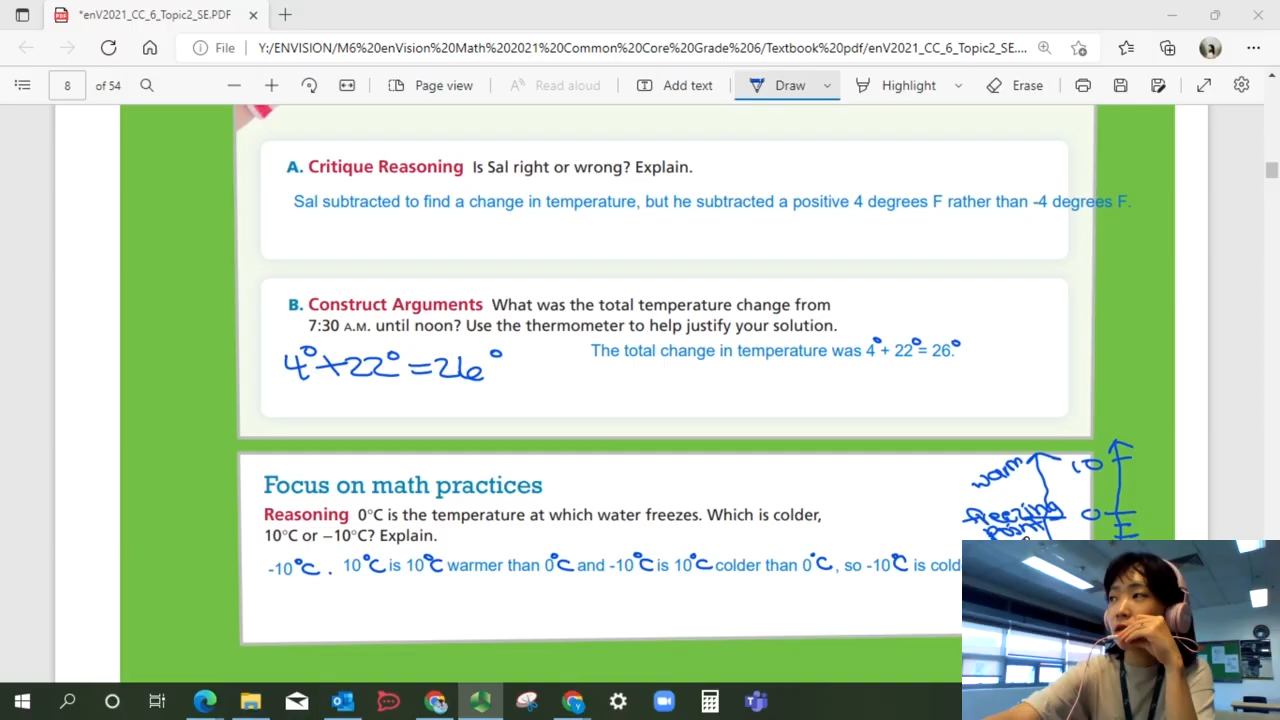 *enV2021_CC_6_Topic2_SE.PDF
File Y:/ENVISION/M6%20enVision%20Math%202021%20Common%20Core%20Grade%206/Textbook%20pdf/enV2021_CC_6_Topic2_SE....
8 of 54 Page view Read aloud Add text Draw Highlight Erase
A. Critique Reasoning Is Sal right or wrong? Explain.
Sal subtracted to find a change in temperature, but he subtracted a positive 4 degrees F rather than -4 degrees F.
B. Construct Arguments What was the total temperature change from
7:30 A.M. until noon? Use the thermometer to help justify your solution.
4°+22°=26°
The total change in temperature was 4° + 22° = 26°.
warm
10
Focus on math practices
Reasoning 0°C is the temperature at which water freezes. Which is colder,
10°C or −10°C? Explain.
freezing
point
0
-10°C. 10°C is 10°C warmer than 0°C and -10°C is 10°C colder than 0°C, so -10°C is cold